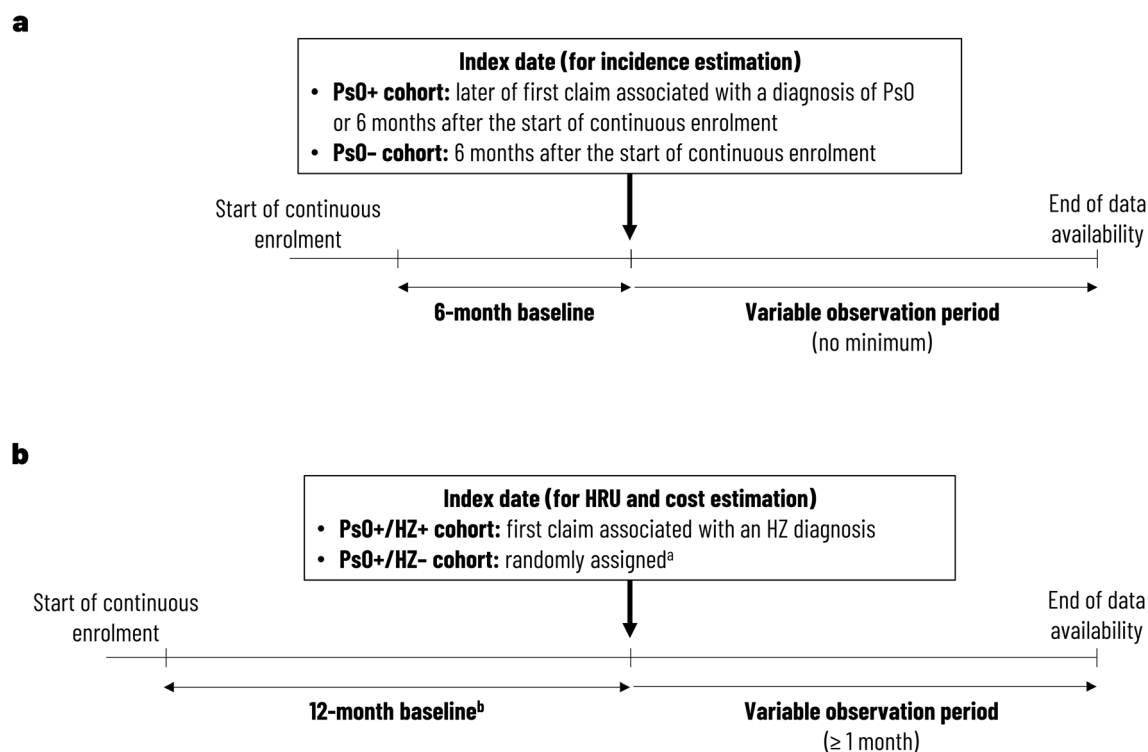 a
Index date (for incidence estimation)
• PsO+ cohort: later of first claim associated with a diagnosis of PsO
or 6 months after the start of continuous enrolment
• PsO− cohort: 6 months after the start of continuous enrolment
Start of continuous
enrolment
End of data
availability
6-month baseline
Variable observation period
(no minimum)
b
Index date (for HRU and cost estimation)
• PsO+/HZ+ cohort: first claim associated with an HZ diagnosis
• PsO+/HZ− cohort: randomly assignedᵃ
Start of continuous
enrolment
End of data
availability
12-month baselineᵇ
Variable observation period
(≥ 1 month)